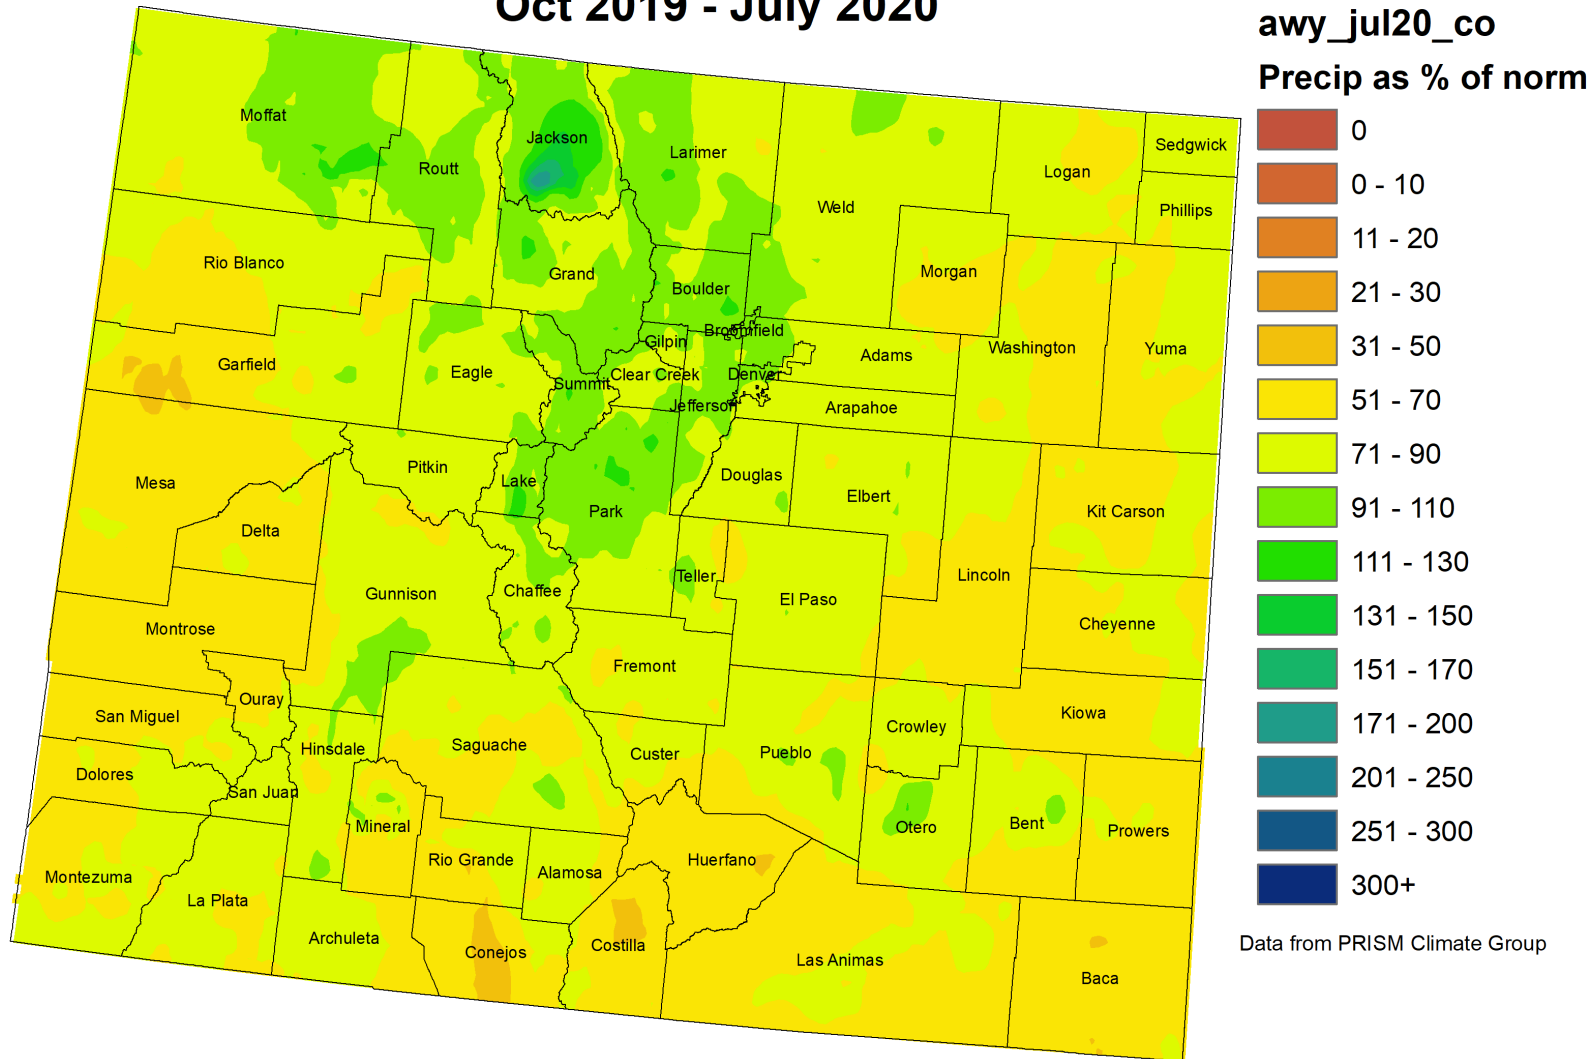 Oct 2019 - July 2020
awy_jul20_co
Precip as % of norm
0
0 - 10
11 - 20
21 - 30
31 - 50
51 - 70
71 - 90
91 - 110
111 - 130
131 - 150
151 - 170
171 - 200
201 - 250
251 - 300
300+
Data from PRISM Climate Group
Moffat
Routt
Jackson
Larimer
Weld
Logan
Sedgwick
Phillips
Rio Blanco
Grand
Boulder
Morgan
Broomfield
Gilpin
Adams
Washington
Yuma
Garfield
Eagle
Summit
Clear Creek
Denver
Jefferson
Arapahoe
Mesa
Pitkin
Lake
Park
Douglas
Elbert
Kit Carson
Delta
Gunnison
Chaffee
Teller
El Paso
Lincoln
Cheyenne
Montrose
Fremont
Ouray
San Miguel
Hinsdale
Saguache
Custer
Pueblo
Crowley
Kiowa
Dolores
San Juan
Mineral
Rio Grande
Alamosa
Huerfano
Otero
Bent
Prowers
Montezuma
La Plata
Archuleta
Conejos
Costilla
Las Animas
Baca